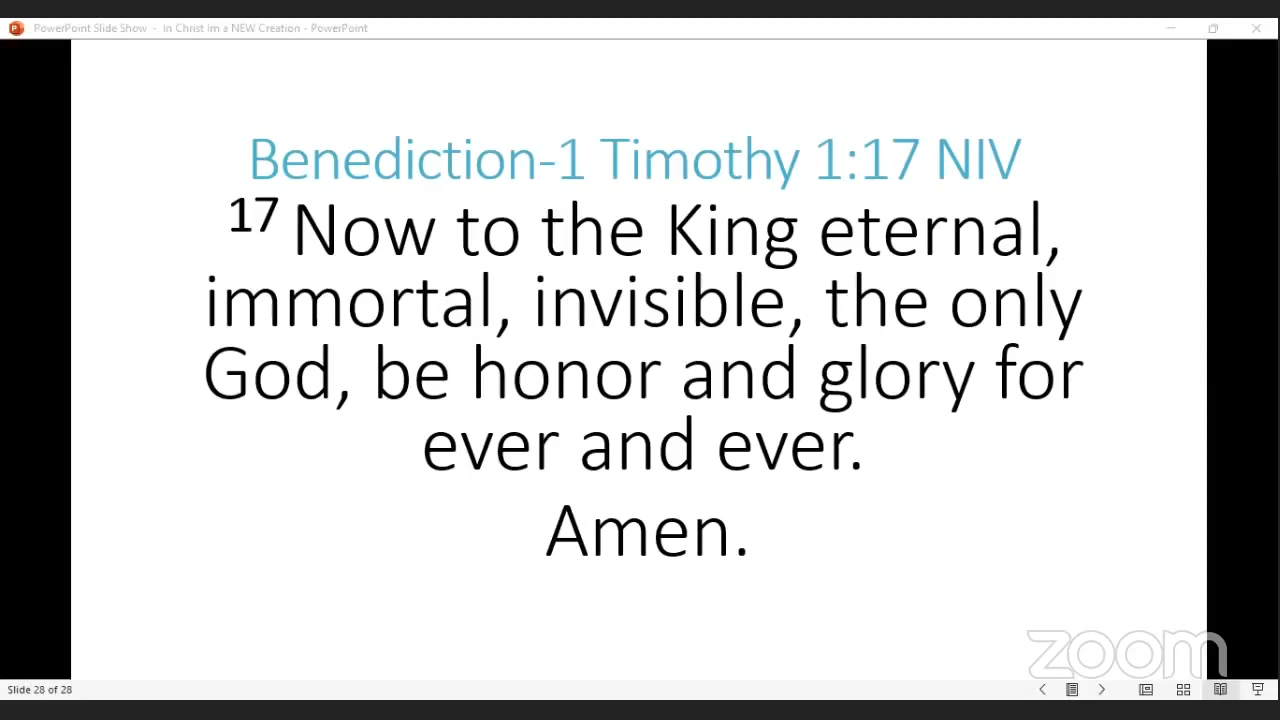 PowerPoint Slide Show - In Christ im a NEW Creation - PowerPoint
Benediction-1 Timothy 1:17 NIV
17 Now to the King eternal,
immortal, invisible, the only
God, be honor and glory for
ever and ever.
Amen.
zoom
Slide 28 of 28